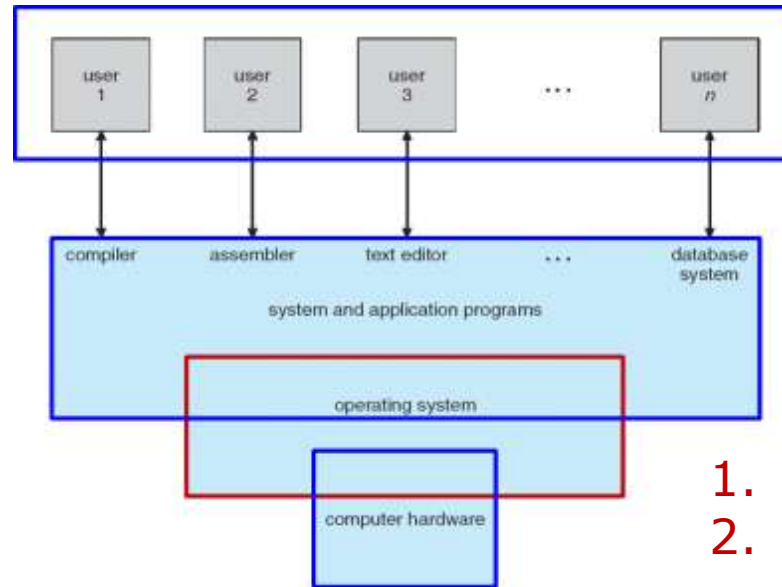 user
1
user
2
user
3
...
user
n
compiler
assembler
text editor
...
database
system
system and application programs
operating system
computer hardware
1.
2.